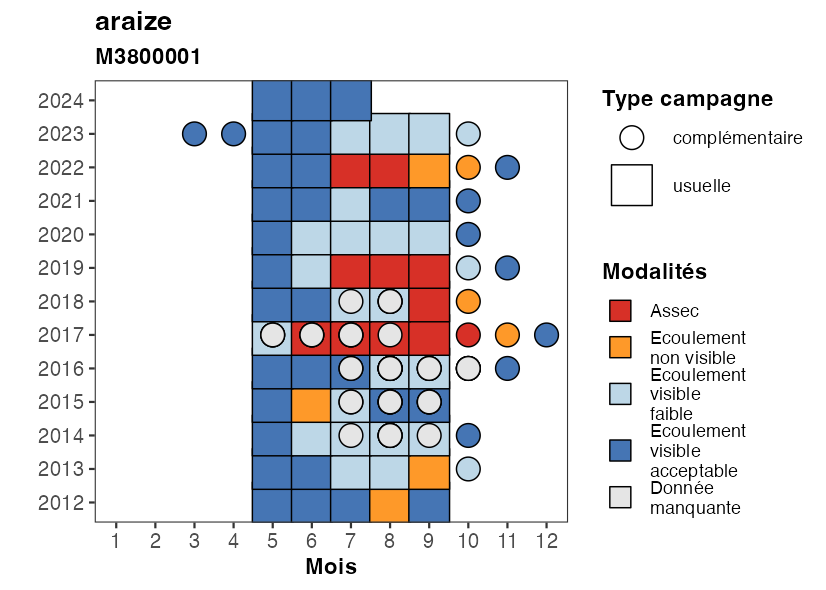 araize
M3800001
2024
2023
2022
2021
2020
2019
2018
2017
2016
2015
2014
2013
2012
1 2 3 4 5 6 7 8 9 10 11 12
Mois
Type campagne
complémentaire
usuelle
Modalités
Assec
Ecoulement
non visible
Ecoulement
visible
faible
Ecoulement
visible
acceptable
Donnée
manquante